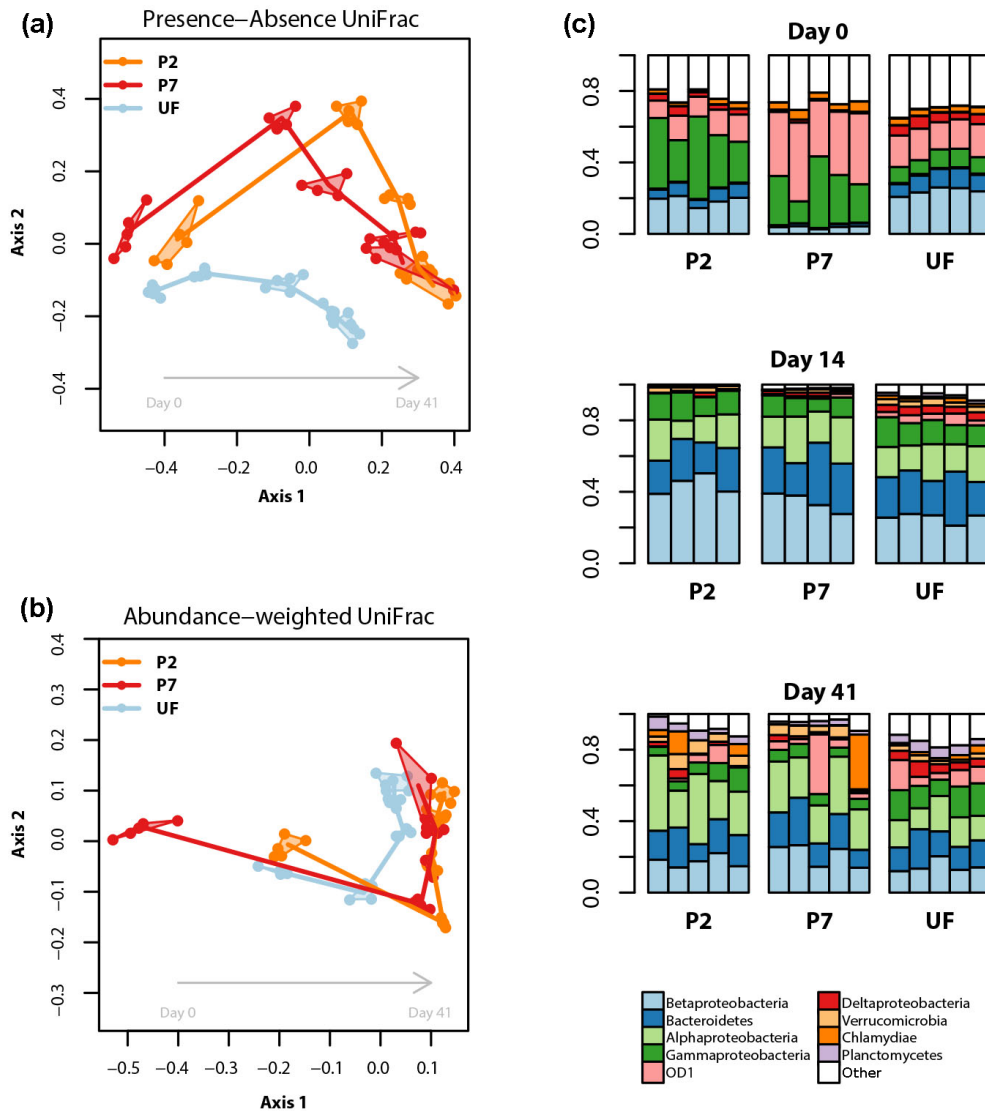 (a)
Presence−Absence UniFrac
P2
P7
UF
0.4
0.2
0.0
−0.2
−0.4
Axis 2
Day 0
Day 41
−0.4
−0.2
0.0
0.2
0.4
Axis 1
(b)
Abundance−weighted UniFrac
P2
P7
UF
0.4
0.3
0.2
0.1
0.0
−0.1
−0.2
−0.3
Axis 2
Day 0
Day 41
−0.5
−0.4
−0.3
−0.2
−0.1
0.0
0.1
Axis 1
(c)
Day 0
0.8
0.4
0.0
P2
P7
UF
Day 14
0.8
0.4
0.0
P2
P7
UF
Day 41
0.8
0.4
0.0
P2
P7
UF
Betaproteobacteria
Bacteroidetes
Alphaproteobacteria
Gammaproteobacteria
OD1
Deltaproteobacteria
Verrucomicrobia
Chlamydiae
Planctomycetes
Other